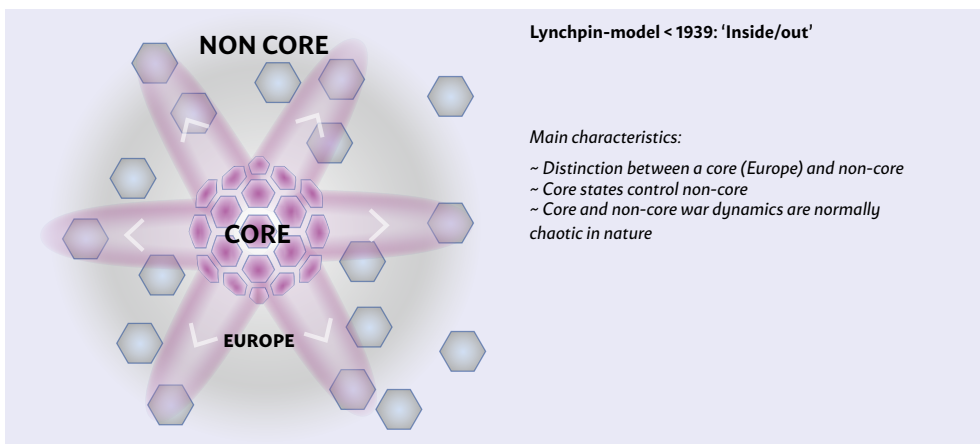 NON CORE
CORE
EUROPE
Lynchpin-model < 1939: ‘Inside/out’
Main characteristics:
~ Distinction between a core (Europe) and non-core
~ Core states control non-core
~ Core and non-core war dynamics are normally
chaotic in nature